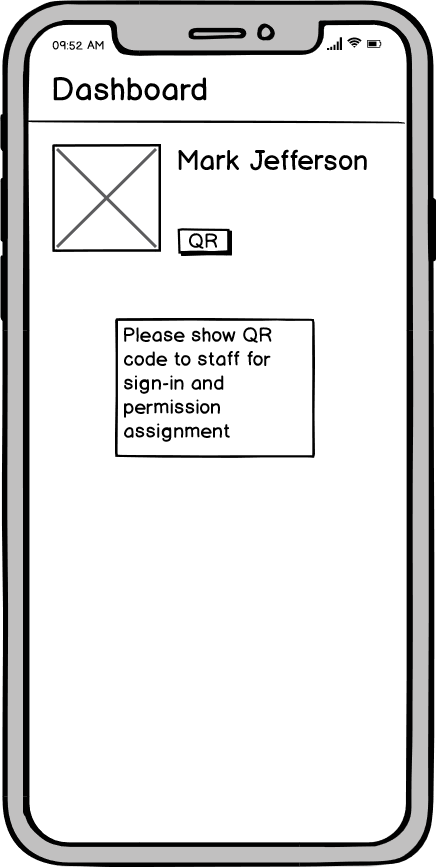 09:52 AM
Dashboard
Mark Jefferson
QR
Please show QR
code to staff for
sign-in and
permission
assignment